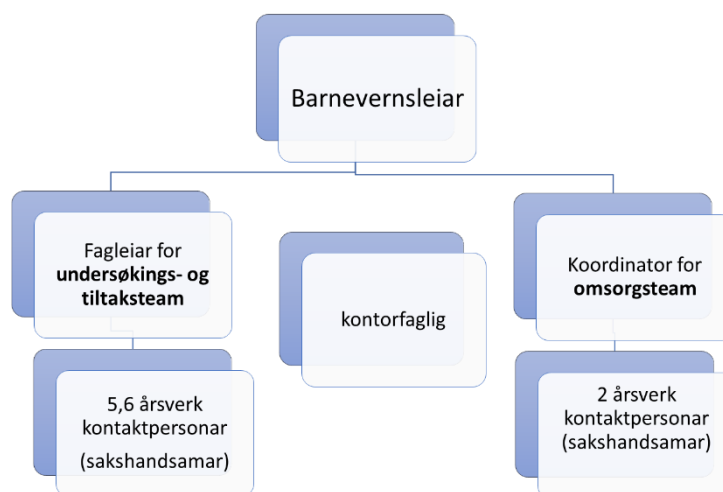 Barnevernsleiar
Fagleiar for
undersøkings- og
tiltaksteam
kontorfaglig
Koordinator for
omsorgsteam
5,6 årsverk
kontaktpersonar
(sakshandsamar)
2 årsverk
kontaktpersonar
(sakshandsamar)